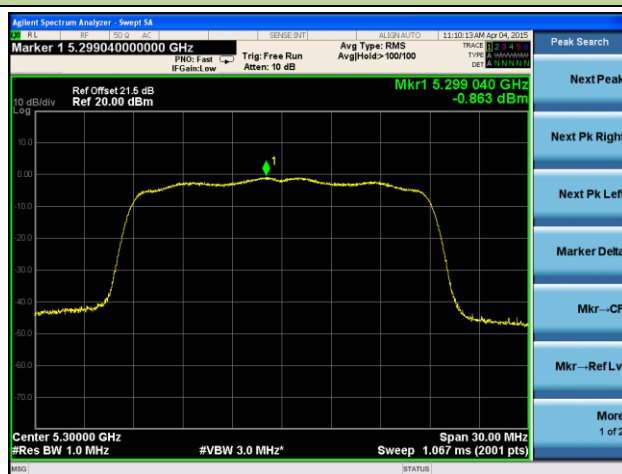 Agilent Spectrum Analyzer - Swept SA
RL RF 50 Ω AC SENSE:INT ALIGN AUTO 11:10:13 AM Apr 04, 2015
Marker 1 5.299040000000 GHz
PNO: Fast
IFGain:Low
Trig: Free Run
Atten: 10 dB
Avg Type: RMS
Avg|Hold:>100/100
TRACE 1 2 3 4 5 6
TYPE A
DET A N N N N N
Peak Search
Mkr1 5.299 040 GHz
-0.863 dBm
Ref Offset 21.5 dB
10 dB/div Ref 20.00 dBm
Log
1
10.0
0.00
-10.0
-20.0
-30.0
-40.0
-50.0
-60.0
-70.0
Center 5.30000 GHz Span 30.00 MHz
#Res BW 1.0 MHz #VBW 3.0 MHz* Sweep 1.067 ms (2001 pts)
MSG STATUS
Next Peak
Next Pk Right
Next Pk Left
Marker Delta
Mkr→CF
Mkr→Ref Lv
More
1 of 2